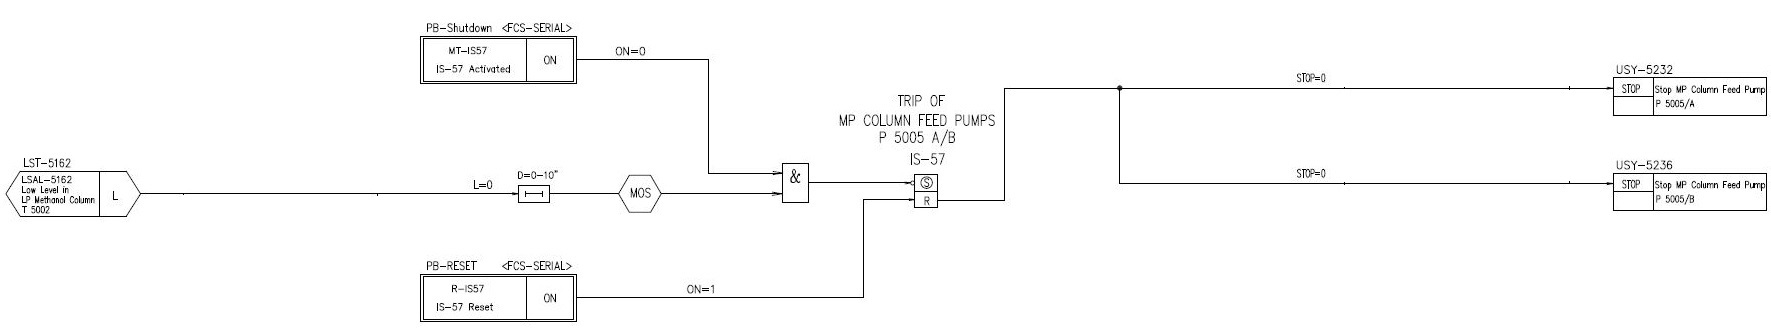 PB-Shutdown <FCS-SERIAL>
MT-IS57
IS-57 Activated
ON
ON=0
TRIP OF
MP COLUMN FEED PUMPS
P 5005 A/B
IS-57
STOP=0
USY-5232
STOP
Stop MP Column Feed Pump
P 5005/A
LST-5162
LSAL-5162
Low Level in
LP Methanol Column
T 5002
L
L=0
D=0-10"
MOS
&
S
R
STOP=0
USY-5236
STOP
Stop MP Column Feed Pump
P 5005/B
PB-RESET <FCS-SERIAL>
R-IS57
IS-57 Reset
ON
ON=1